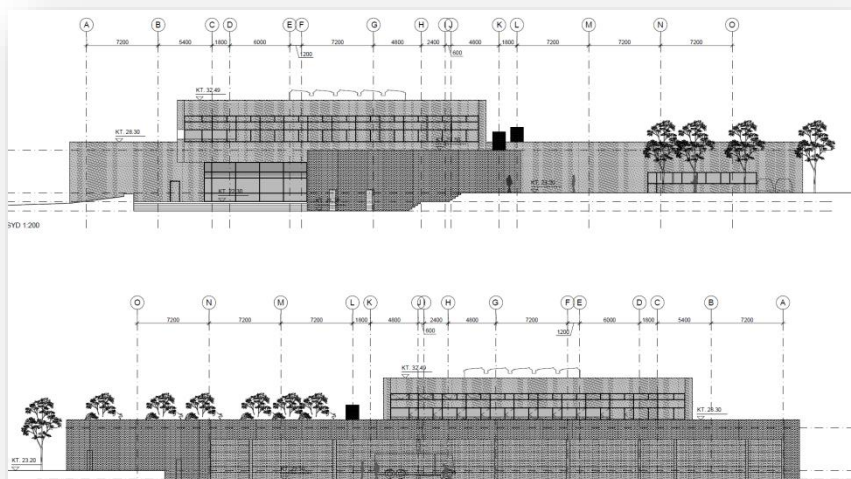 A B C D E F G H I J K L M N O
7200 5400 1800 6000 7200 4800 2400 4800 1800 7200 7200 7200
1200 600
KT. 32.49
KT. 28.30
SYD 1:200
O N M L K J I H G F E D C B A
7200 7200 7200 1800 4800 2400 4800 7200 6000 1800 5400 7200
600 1200
KT. 32.49
KT. 28.30
KT. 23.20